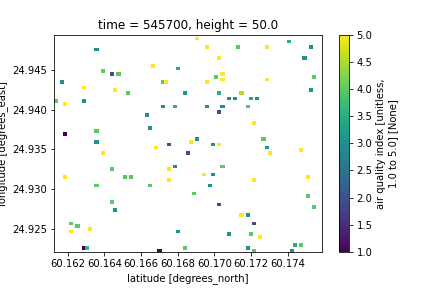 time = 545700, height = 50.0
24.945
24.940
24.935
24.930
24.925
longitude [degrees_east]
60.162 60.164 60.166 60.168 60.170 60.172 60.174
latitude [degrees_north]
5.0
4.5
4.0
3.5
3.0
2.5
2.0
1.5
1.0
air quality index [unitless,
1.0 to 5.0] [None]